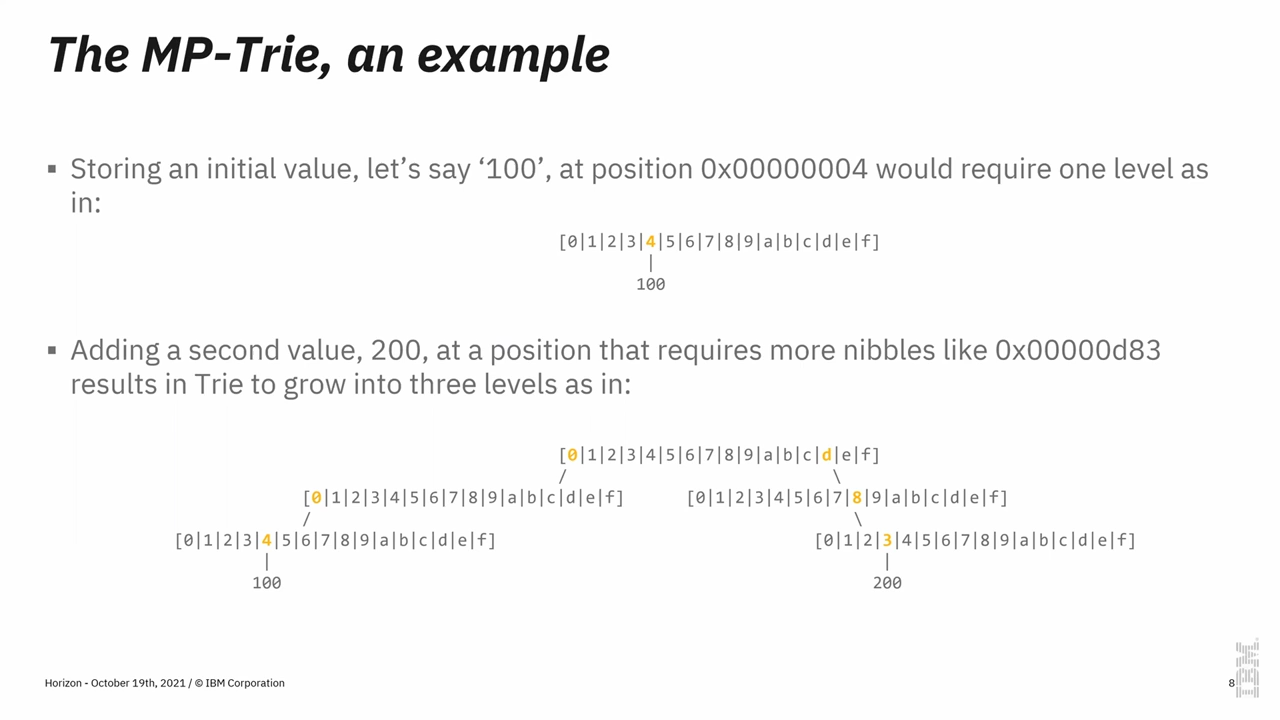 The MP-Trie, an example
▪ Storing an initial value, let’s say ‘100’, at position 0x00000004 would require one level as
in:
[0|1|2|3|4|5|6|7|8|9|a|b|c|d|e|f]
|
100
▪ Adding a second value, 200, at a position that requires more nibbles like 0x00000d83
results in Trie to grow into three levels as in:
[0|1|2|3|4|5|6|7|8|9|a|b|c|d|e|f]
/ \
[0|1|2|3|4|5|6|7|8|9|a|b|c|d|e|f] [0|1|2|3|4|5|6|7|8|9|a|b|c|d|e|f]
/ \
[0|1|2|3|4|5|6|7|8|9|a|b|c|d|e|f] [0|1|2|3|4|5|6|7|8|9|a|b|c|d|e|f]
| |
100 200
Horizon - October 19th, 2021 / © IBM Corporation
8
IBM